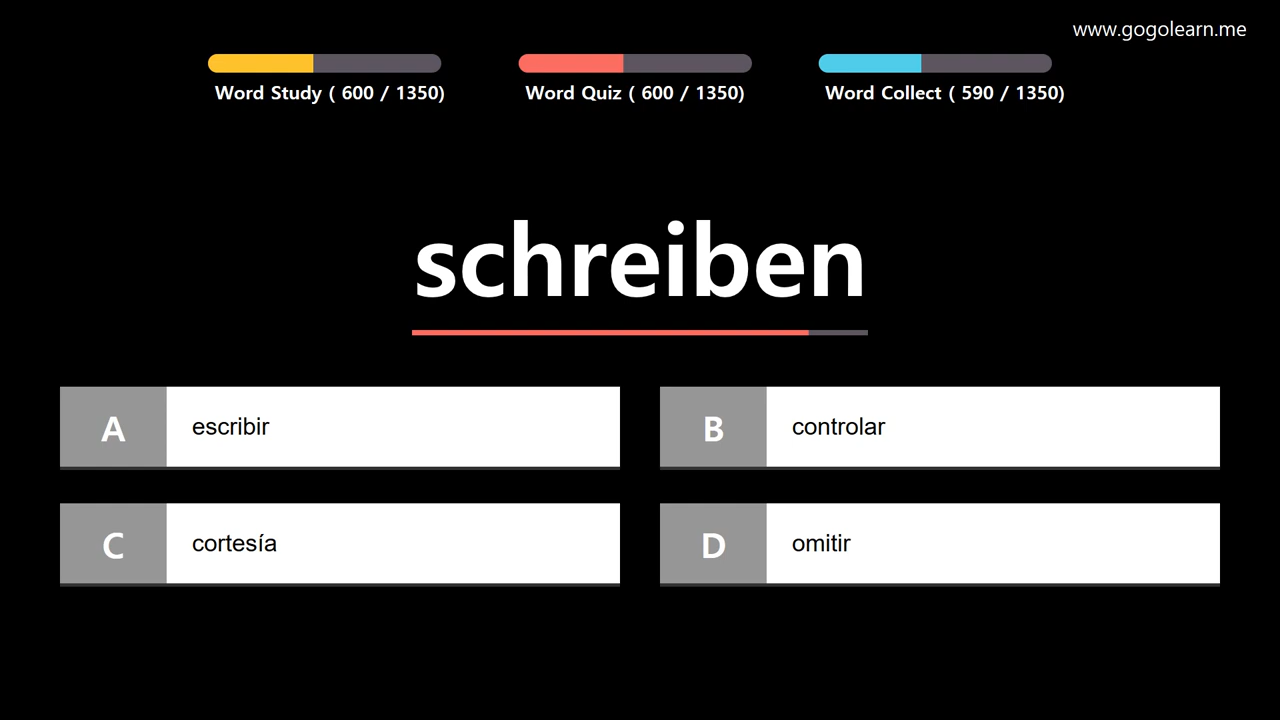 www.gogolearn.me
Word Study ( 600 / 1350)
Word Quiz ( 600 / 1350)
Word Collect ( 590 / 1350)
schreiben
A escribir
B controlar
C cortesía
D omitir